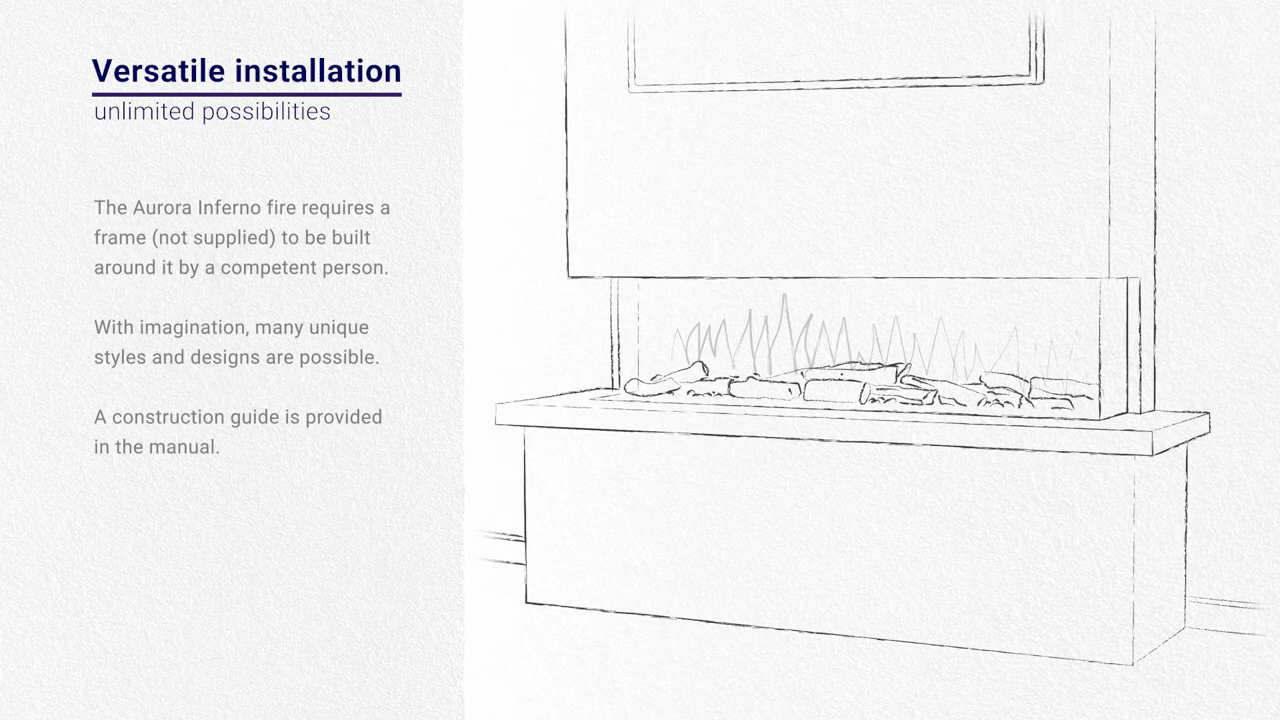 Versatile installation
unlimited possibilities
The Aurora Inferno fire requires a
frame (not supplied) to be built
around it by a competent person.
With imagination, many unique
styles and designs are possible.
A construction guide is provided
in the manual.